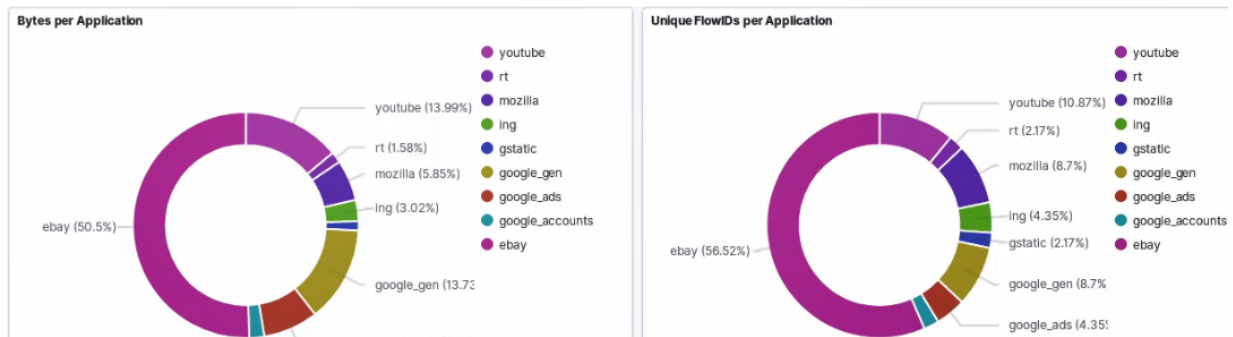 Bytes per Application
youtube
rt
mozilla
ing
gstatic
google_gen
google_ads
google_accounts
ebay
youtube (13.99%)
rt (1.58%)
mozilla (5.85%)
ing (3.02%)
google_gen (13.73
ebay (50.5%)
Unique FlowIDs per Application
youtube
rt
mozilla
ing
gstatic
google_gen
google_ads
google_accounts
ebay
youtube (10.87%)
rt (2.17%)
mozilla (8.7%)
ing (4.35%)
gstatic (2.17%)
google_gen (8.7%
google_ads (4.35
ebay (56.52%)